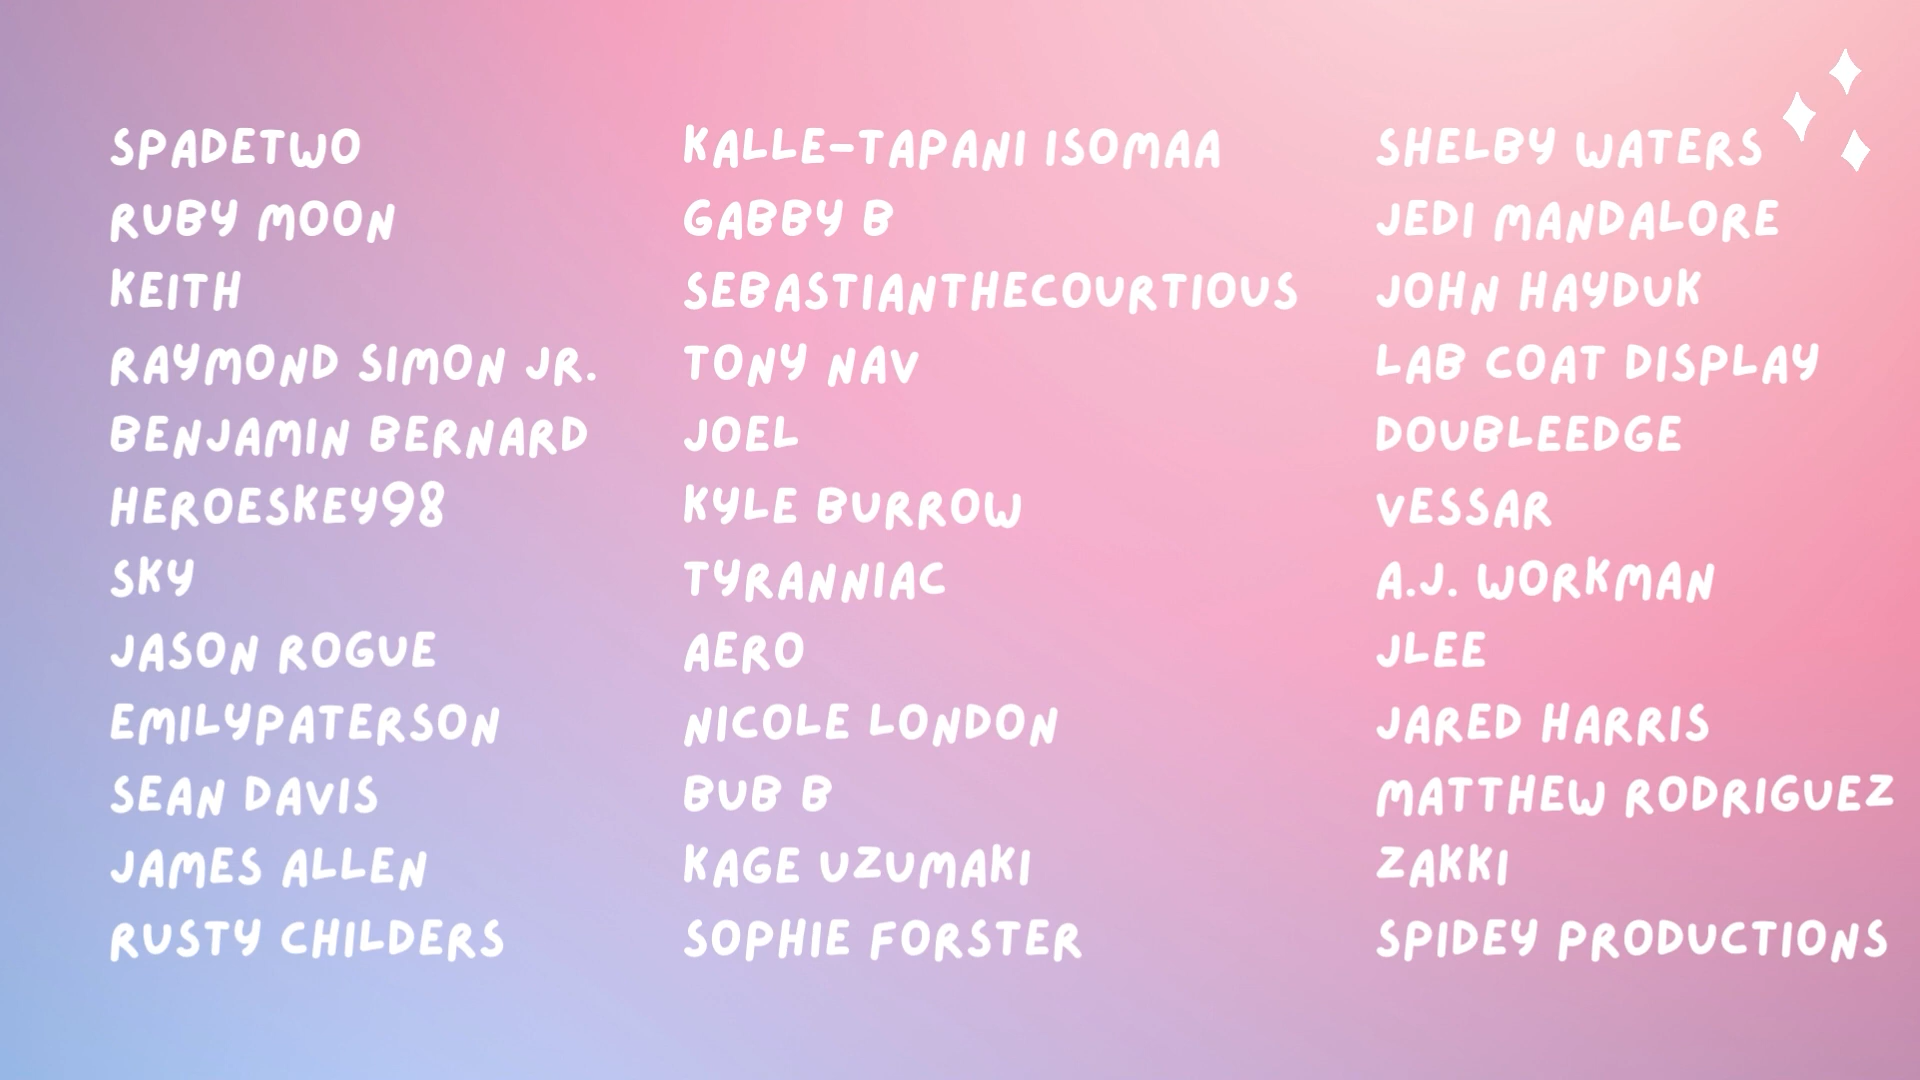 SPADETWO
RUBY MOON
KEITH
RAYMOND SIMON JR.
BENJAMIN BERNARD
HEROESKEY98
SKY
JASON ROGUE
EMILYPATERSON
SEAN DAVIS
JAMES ALLEN
RUSTY CHILDERS
KALLE-TAPANI ISOMAA
GABBY B
SEBASTIANTHECOURTIOUS
TONY NAV
JOEL
KYLE BURROW
TYRANNIAC
AERO
NICOLE LONDON
BUB B
KAGE UZUMAKI
SOPHIE FORSTER
SHELBY WATERS
JEDI MANDALORE
JOHN HAYDUK
LAB COAT DISPLAY
DOUBLEEDGE
VESSAR
A.J. WORKMAN
JLEE
JARED HARRIS
MATTHEW RODRIGUEZ
ZAKKI
SPIDEY PRODUCTIONS